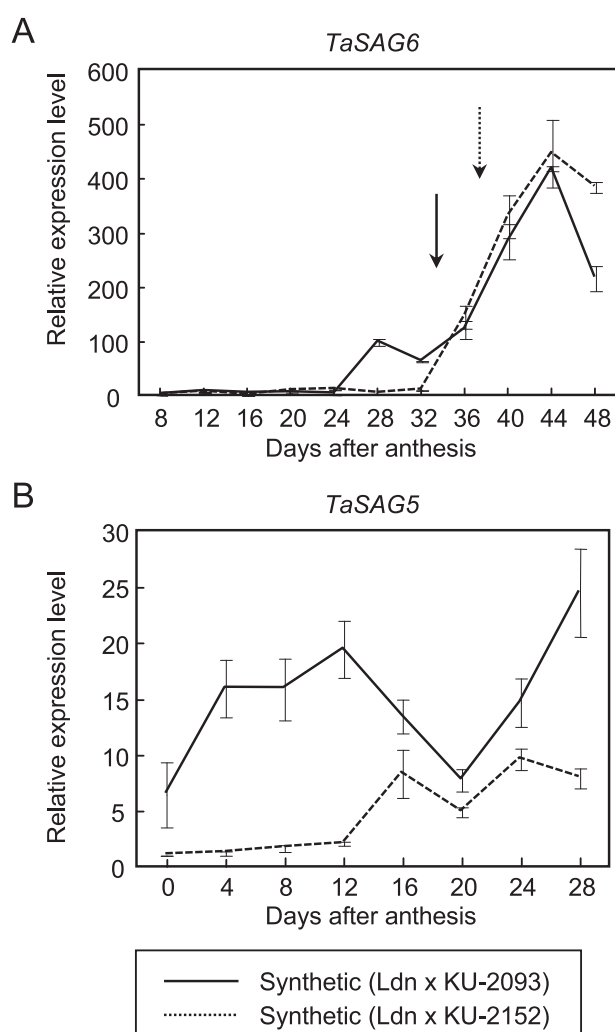 A
TaSAG6
Relative expression level
600
500
400
300
200
100
0
8 12 16 20 24 28 32 36 40 44 48
Days after anthesis
B
TaSAG5
Relative expression level
30
25
20
15
10
5
0
0 4 8 12 16 20 24 28
Days after anthesis
Synthetic (Ldn x KU-2093)
Synthetic (Ldn x KU-2152)